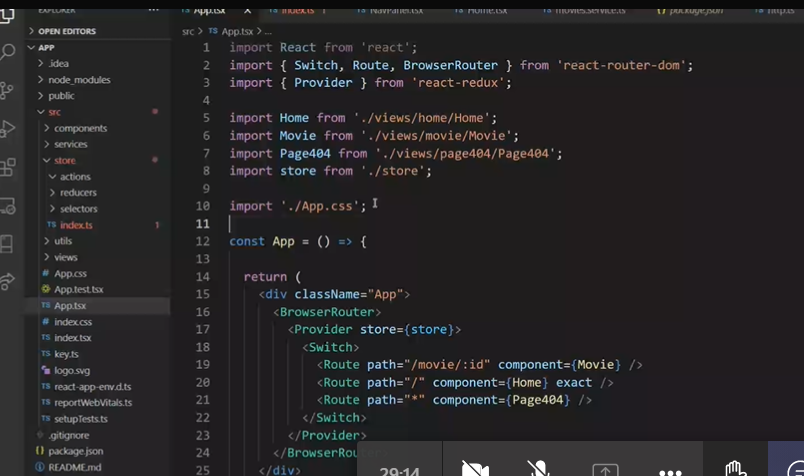 EXPLORER
App.tsx
index.ts
NavPanel.tsx
Home.tsx
movies.service.ts
package.json
http.ts
OPEN EDITORS
APP
.idea
node_modules
public
src
components
services
store
actions
reducers
selectors
index.ts 1
utils
views
App.css
App.test.tsx
App.tsx
index.css
index.tsx
key.ts
logo.svg
react-app-env.d.ts
reportWebVitals.ts
setupTests.ts
.gitignore
package.json
README.md
src > App.tsx > ...
1 import React from 'react';
2 import { Switch, Route, BrowserRouter } from 'react-router-dom';
3 import { Provider } from 'react-redux';
4
5 import Home from './views/home/Home';
6 import Movie from './views/movie/Movie';
7 import Page404 from './views/page404/Page404';
8 import store from './store';
9
10 import './App.css';
11
12 const App = () => {
13
14 return (
15 <div className="App">
16 <BrowserRouter>
17 <Provider store={store}>
18 <Switch>
19 <Route path="/movie/:id" component={Movie} />
20 <Route path="/" component={Home} exact />
21 <Route path="*" component={Page404} />
22 </Switch>
23 </Provider>
24 </BrowserRou
25 </div>
29:14